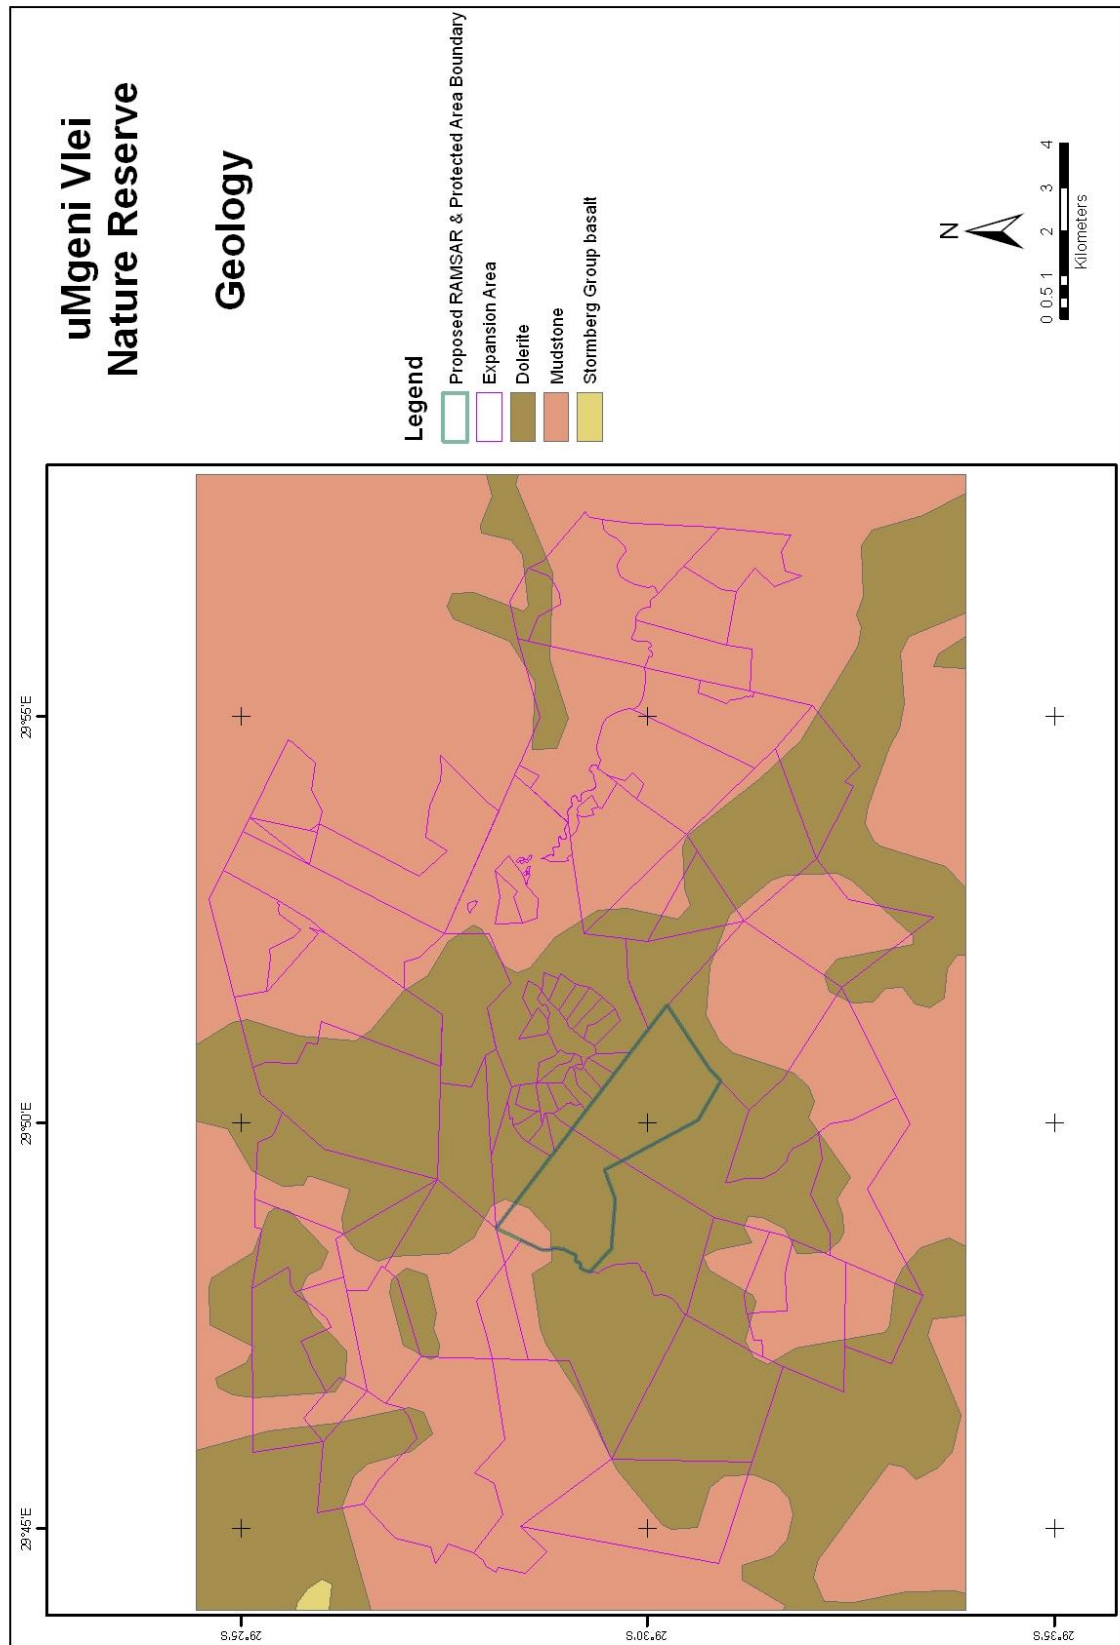 uMgeni Vlei
Nature Reserve
Geology
Legend
Proposed RAMSAR & Protected Area Boundary
Expansion Area
Dolerite
Mudstone
Stormberg Group basalt
N
0 0.5 1 2 3 4
Kilometers
29°45'E
29°50'E
29°55'E
29°25'S
29°30'S
29°35'S